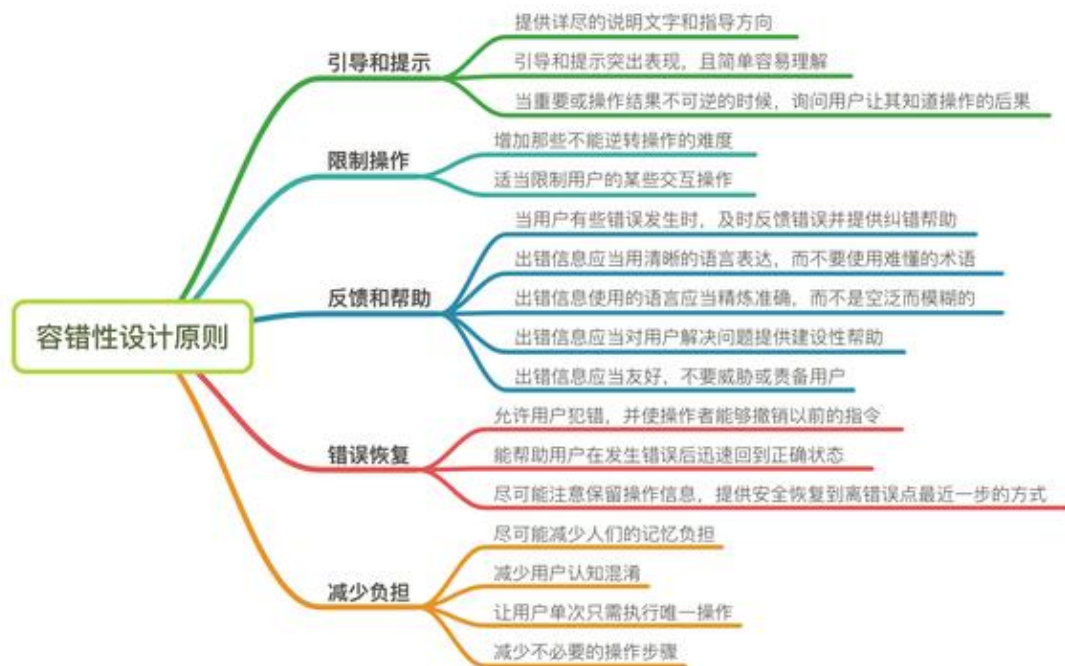 容错性设计原则
引导和提示
提供详尽的说明文字和指导方向
引导和提示突出表现，且简单容易理解
当重要或操作结果不可逆的时候，询问用户让其知道操作的后果
限制操作
增加那些不能逆转操作的难度
适当限制用户的某些交互操作
反馈和帮助
当用户有些错误发生时，及时反馈错误并提供纠错帮助
出错信息应当用清晰的语言表达，而不要使用难懂的术语
出错信息使用的语言应当精炼准确，而不是空泛而模糊的
出错信息应当对用户解决问题提供建设性帮助
出错信息应当友好，不要威胁或责备用户
错误恢复
允许用户犯错，并使操作者能够撤销以前的指令
能帮助用户在发生错误后迅速回到正确状态
尽可能注意保留操作信息，提供安全恢复到离错误点最近一步的方式
减少负担
尽可能减少人们的记忆负担
减少用户认知混淆
让用户单次只需执行唯一操作
减少不必要的操作步骤